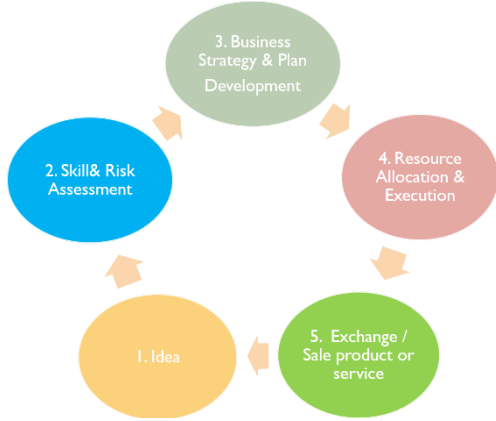 3. Business
Strategy & Plan
Development
2. Skill& Risk
Assessment
4. Resource
Allocation &
Execution
1. Idea
5. Exchange /
Sale product or
service